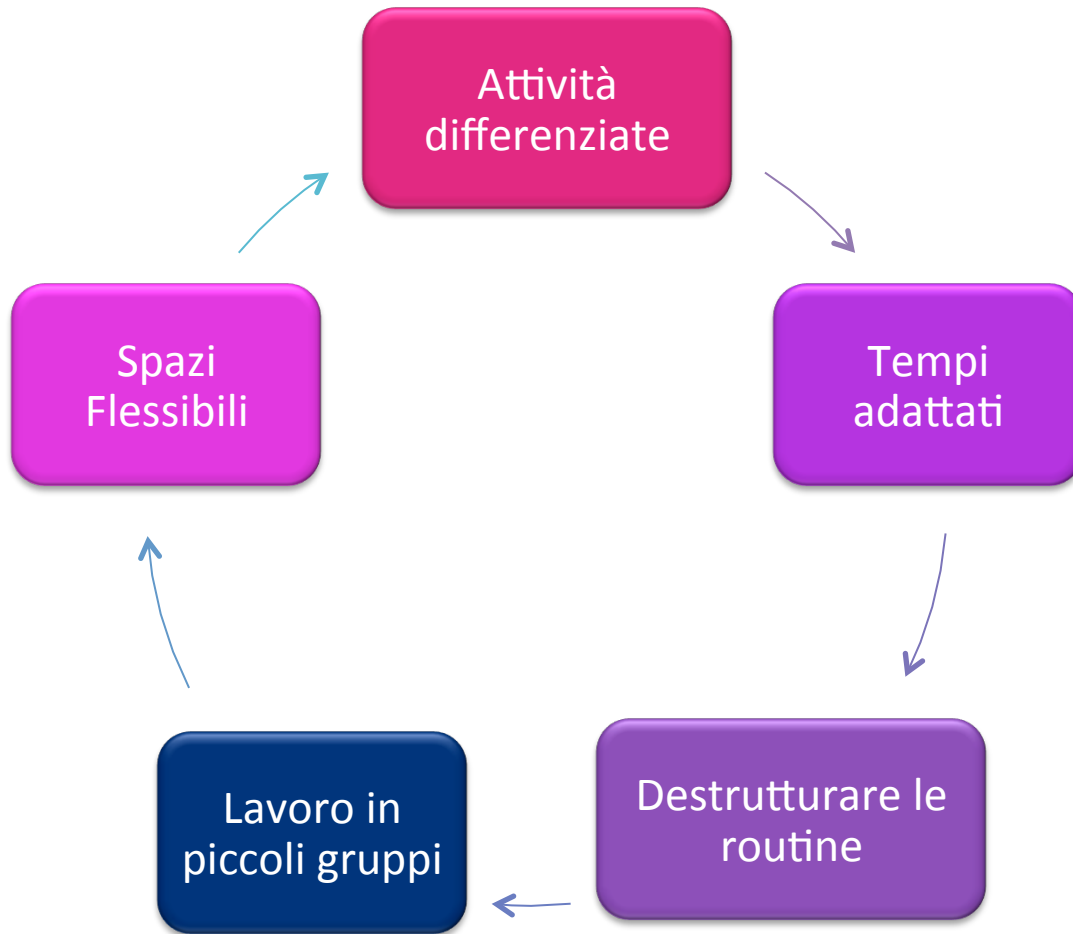 Attività
differenziate
Tempi
adattati
Destrutturare le
routine
Lavoro in
piccoli gruppi
Spazi
Flessibili